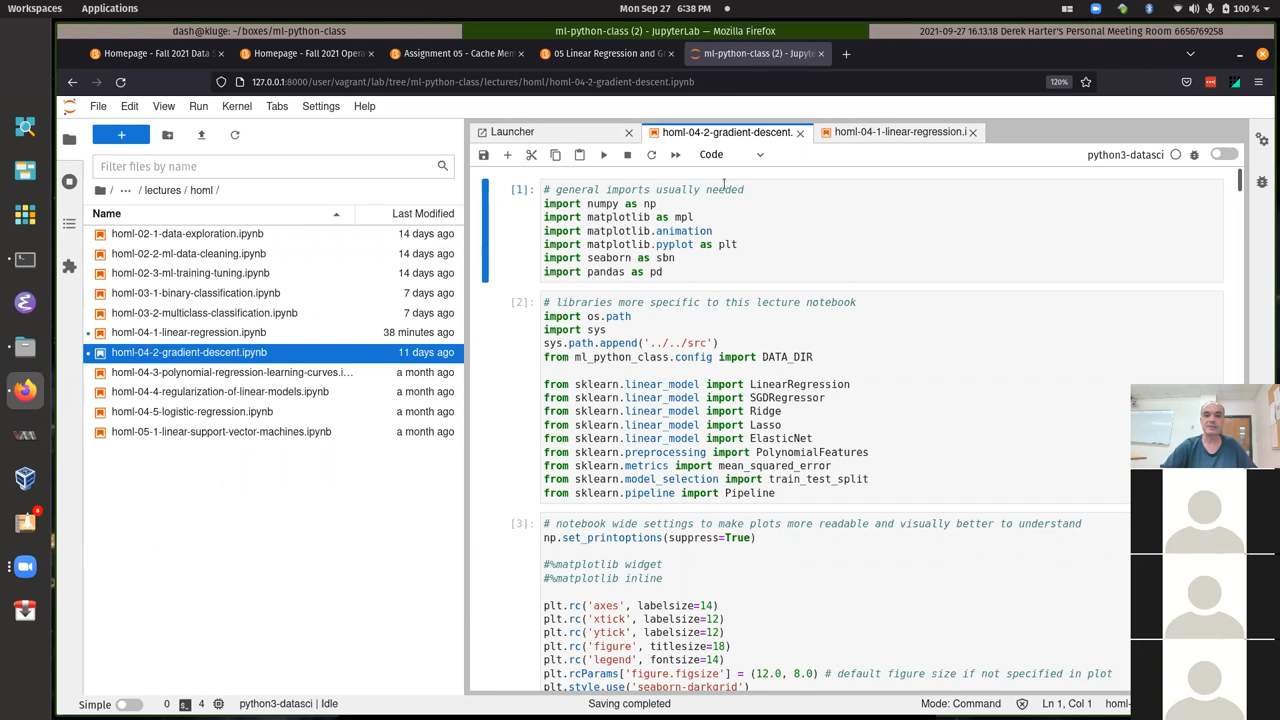 Workspaces Applications Mon Sep 27 6:38 PM 100 %
dash@kluge: ~/boxes/ml-python-class ml-python-class (2) - JupyterLab — Mozilla Firefox 2021-09-27 16.13.18 Derek Harter's Personal Meeting Room 6656769258
Homepage - Fall 2021 Data S Homepage - Fall 2021 Opera Assignment 05 - Cache Mem 05 Linear Regression and G ml-python-class (2) - Jupyte
127.0.0.1:8000/user/vagrant/lab/tree/ml-python-class/lectures/homl/homl-04-2-gradient-descent.ipynb 120%
File Edit View Run Kernel Tabs Settings Help
Launcher homl-04-2-gradient-descent. homl-04-1-linear-regression.i
Code python3-datasci
Filter files by name
/ ··· / lectures / homl /
Name Last Modified
homl-02-1-data-exploration.ipynb 14 days ago
homl-02-2-ml-data-cleaning.ipynb 14 days ago
homl-02-3-ml-training-tuning.ipynb 14 days ago
homl-03-1-binary-classification.ipynb 7 days ago
homl-03-2-multiclass-classification.ipynb 7 days ago
homl-04-1-linear-regression.ipynb 38 minutes ago
homl-04-2-gradient-descent.ipynb 11 days ago
homl-04-3-polynomial-regression-learning-curves.i… a month ago
homl-04-4-regularization-of-linear-models.ipynb a month ago
homl-04-5-logistic-regression.ipynb a month ago
homl-05-1-linear-support-vector-machines.ipynb a month ago
[1]: # general imports usually needed
import numpy as np
import matplotlib as mpl
import matplotlib.animation
import matplotlib.pyplot as plt
import seaborn as sbn
import pandas as pd
[2]: # libraries more specific to this lecture notebook
import os.path
import sys
sys.path.append('../../src')
from ml_python_class.config import DATA_DIR
from sklearn.linear_model import LinearRegression
from sklearn.linear_model import SGDRegressor
from sklearn.linear_model import Ridge
from sklearn.linear_model import Lasso
from sklearn.linear_model import ElasticNet
from sklearn.preprocessing import PolynomialFeatures
from sklearn.metrics import mean_squared_error
from sklearn.model_selection import train_test_split
from sklearn.pipeline import Pipeline
[3]: # notebook wide settings to make plots more readable and visually better to understand
np.set_printoptions(suppress=True)
#%matplotlib widget
#%matplotlib inline
plt.rc('axes', labelsize=14)
plt.rc('xtick', labelsize=12)
plt.rc('ytick', labelsize=12)
plt.rc('figure', titlesize=18)
plt.rc('legend', fontsize=14)
plt.rcParams['figure.figsize'] = (12.0, 8.0) # default figure size if not specified in plot
plt.style.use('seaborn-darkgrid')
Simple 0 4 python3-datasci | Idle Saving completed Mode: Command Ln 1, Col 1 homl-